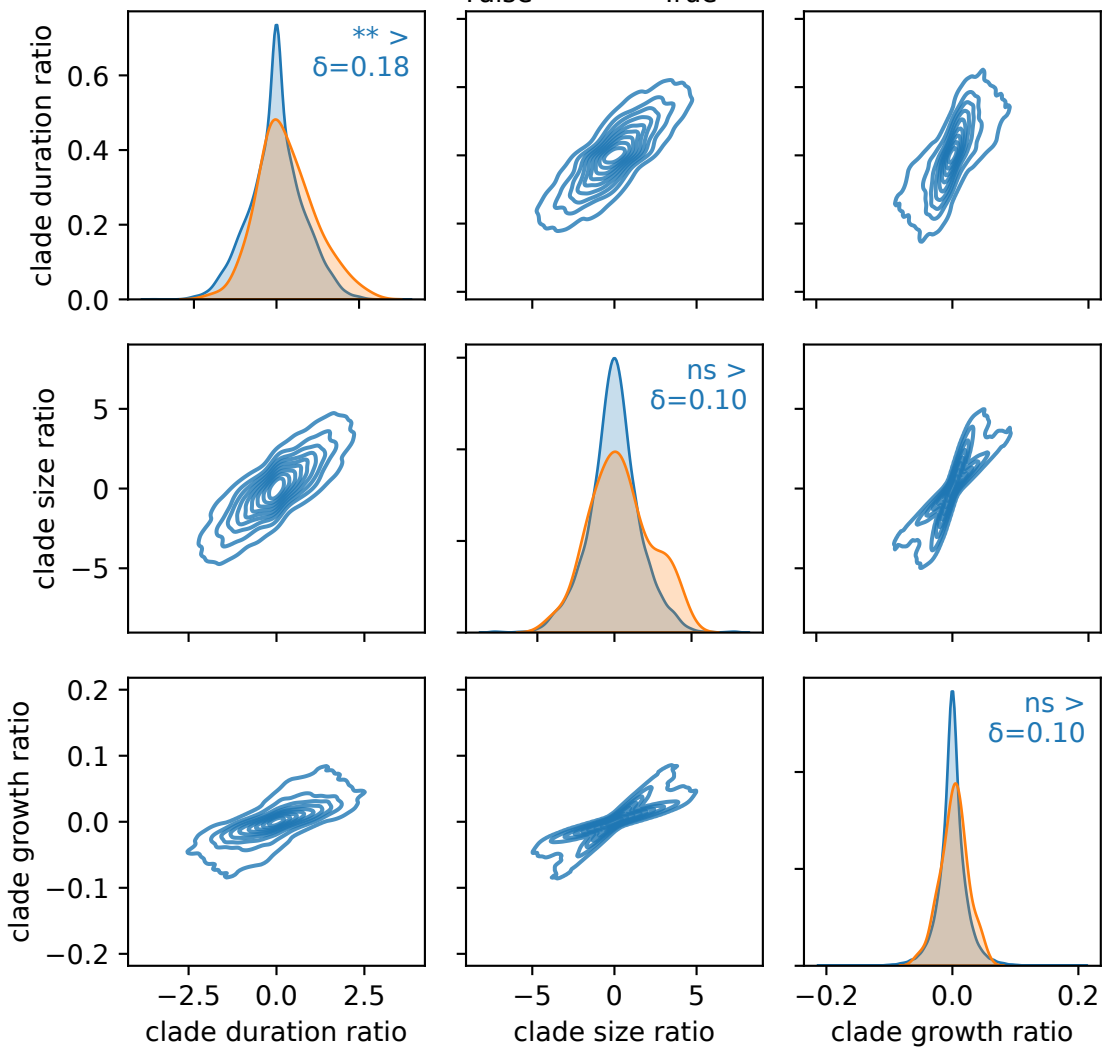 clade duration ratio
0.6
0.4
0.2
0.0
** >
δ=0.18
clade size ratio
5
0
−5
ns >
δ=0.10
clade growth ratio
0.2
0.1
0.0
−0.1
−0.2
ns >
δ=0.10
−2.5 0.0 2.5
−5 0 5
−0.2 0.0 0.2
clade duration ratio
clade size ratio
clade growth ratio